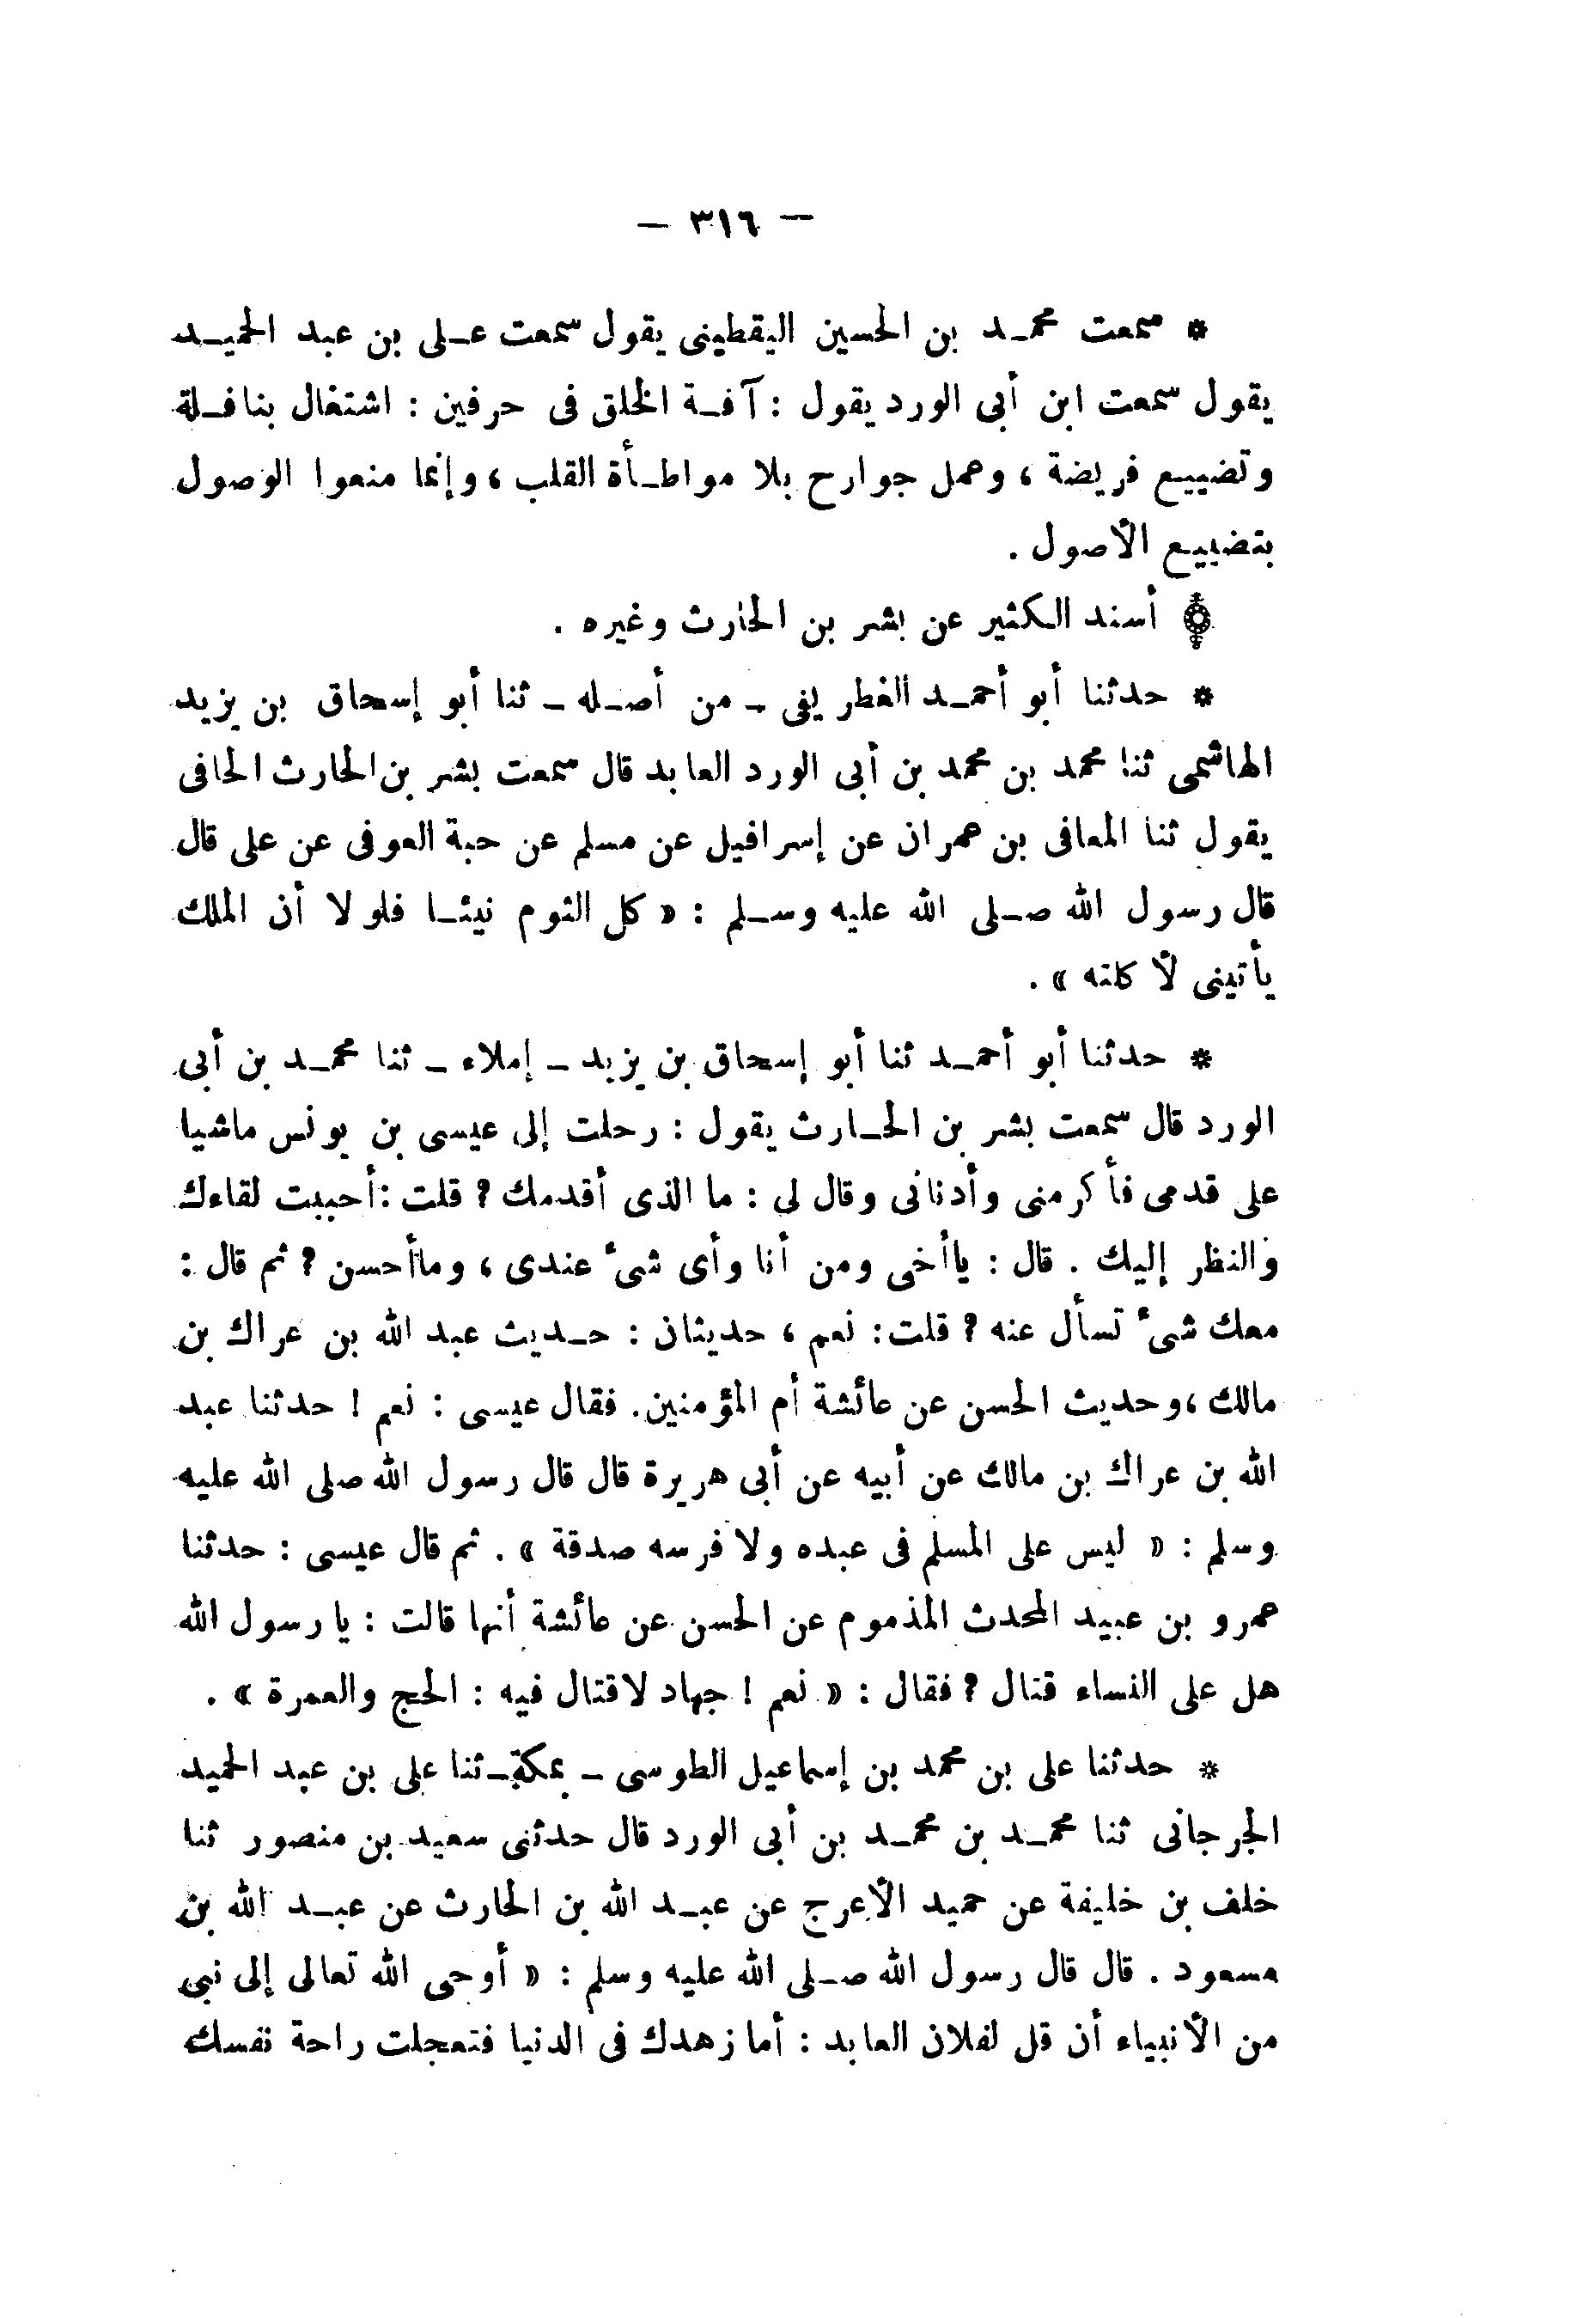 — ٣١٦ —
* سمعت محمد بن الحسين اليقطينى يقول سمعت على بن عبد الحميد
يقول سمعت ابن أبى الورد يقول : آفة الخلق فى حرفين : اشتغال بنافلة
وتضييع فريضة ، وعمل جوارح بلا مواطأة القلب ، وإنما منعوا الوصول
بتضييع الأصول .
أسند الكثير عن بشر بن الحارث وغيره .
* حدثنا أبو أحمد الغطريفى - من أصله - ثنا أبو إسحاق بن يزيد
الهاشمى ثنا محمد بن محمد بن أبى الورد العابد قال سمعت بشر بن الحارث الحافى
يقول ثنا المعافى بن عمران عن إسرافيل عن مسلم عن حبة العوفى عن على قال
قال رسول الله صلى الله عليه وسلم : « كل الثوم نيئا فلولا أن الملك
يأتينى لأكلته » .
* حدثنا أبو أحمد ثنا أبو إسحاق بن يزيد - إملاء - ثنا محمد بن أبى
الورد قال سمعت بشر بن الحارث يقول : رحلت إلى عيسى بن يونس ماشيا
على قدمى فأكرمنى وأدنانى وقال لى : ما الذى أقدمك ؟ قلت : أحببت لقاءك
والنظر إليك . قال : يا أخى ومن أنا وأى شىء عندى ، وما أحسن ؟ ثم قال :
معك شىء تسأل عنه ؟ قلت : نعم ، حديثان : حديث عبد الله بن عراك بن
مالك ، وحديث الحسن عن عائشة أم المؤمنين . فقال عيسى : نعم ! حدثنا عبد
الله بن عراك بن مالك عن أبيه عن أبى هريرة قال قال رسول الله صلى الله عليه
وسلم : « ليس على المسلم فى عبده ولا فرسه صدقة » . ثم قال عيسى : حدثنا
عمرو بن عبيد المحدث المذموم عن الحسن عن عائشة أنها قالت : يا رسول الله
هل على النساء قتال ؟ فقال : « نعم ! جهاد لا قتال فيه : الحج والعمرة » .
* حدثنا على بن محمد بن إسماعيل الطوسى - بمكة - ثنا على بن عبد الحميد
الجرجانى ثنا محمد بن محمد بن أبى الورد قال حدثنى سعيد بن منصور ثنا
خلف بن خليفة عن حميد الأعرج عن عبد الله بن الحارث عن عبد الله بن
مسعود . قال قال رسول الله صلى الله عليه وسلم : « أوحى الله تعالى إلى نبى
من الأنبياء أن قل لفلان العابد : أما زهدك فى الدنيا فتعجلت راحة نفسك